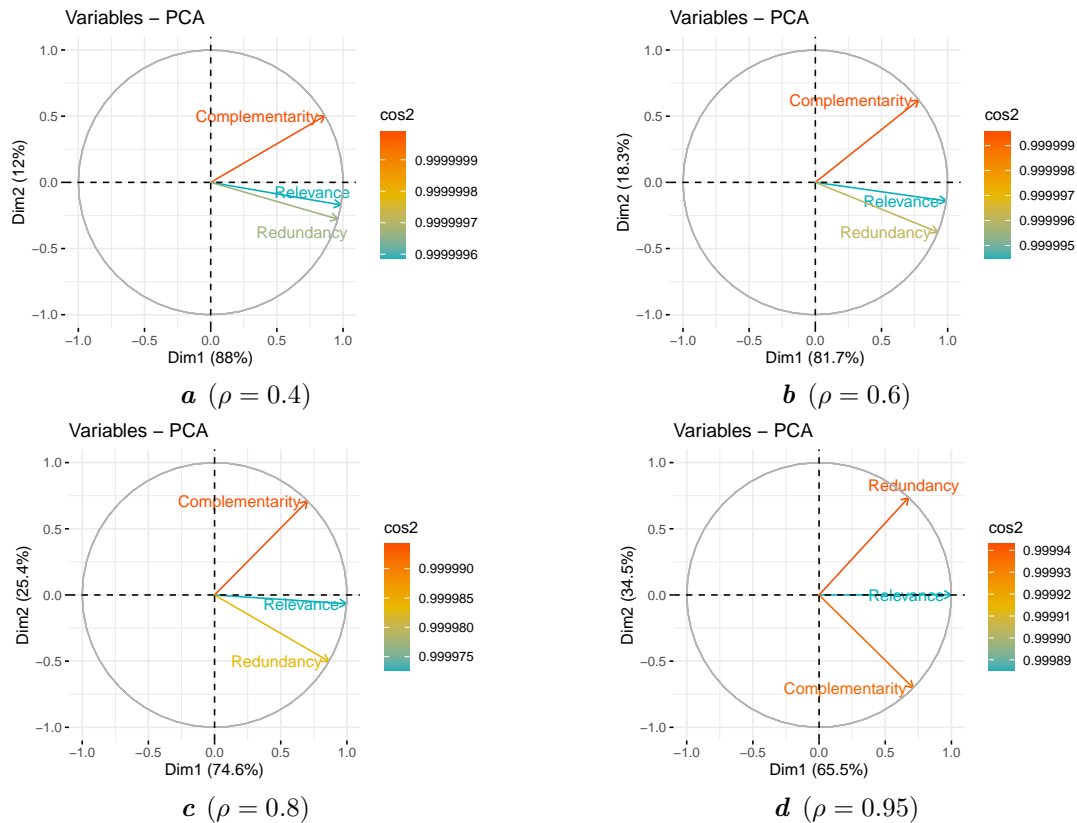 Variables − PCA
1.0
0.5
0.0
−0.5
−1.0
Dim2 (12%)
Complementarity
Relevance
Redundancy
−1.0 −0.5 0.0 0.5 1.0
Dim1 (88%)
cos2
0.9999999
0.9999998
0.9999997
0.9999996
a (ρ = 0.4)
Variables − PCA
1.0
0.5
0.0
−0.5
−1.0
Dim2 (18.3%)
Complementarity
Relevance
Redundancy
−1.0 −0.5 0.0 0.5 1.0
Dim1 (81.7%)
cos2
0.999999
0.999998
0.999997
0.999996
0.999995
b (ρ = 0.6)
Variables − PCA
1.0
0.5
0.0
−0.5
−1.0
Dim2 (25.4%)
Complementarity
Relevance
Redundancy
−1.0 −0.5 0.0 0.5 1.0
Dim1 (74.6%)
cos2
0.999990
0.999985
0.999980
0.999975
c (ρ = 0.8)
Variables − PCA
1.0
0.5
0.0
−0.5
−1.0
Dim2 (34.5%)
Redundancy
Relevance
Complementarity
−1.0 −0.5 0.0 0.5 1.0
Dim1 (65.5%)
cos2
0.99994
0.99993
0.99992
0.99991
0.99990
0.99989
d (ρ = 0.95)